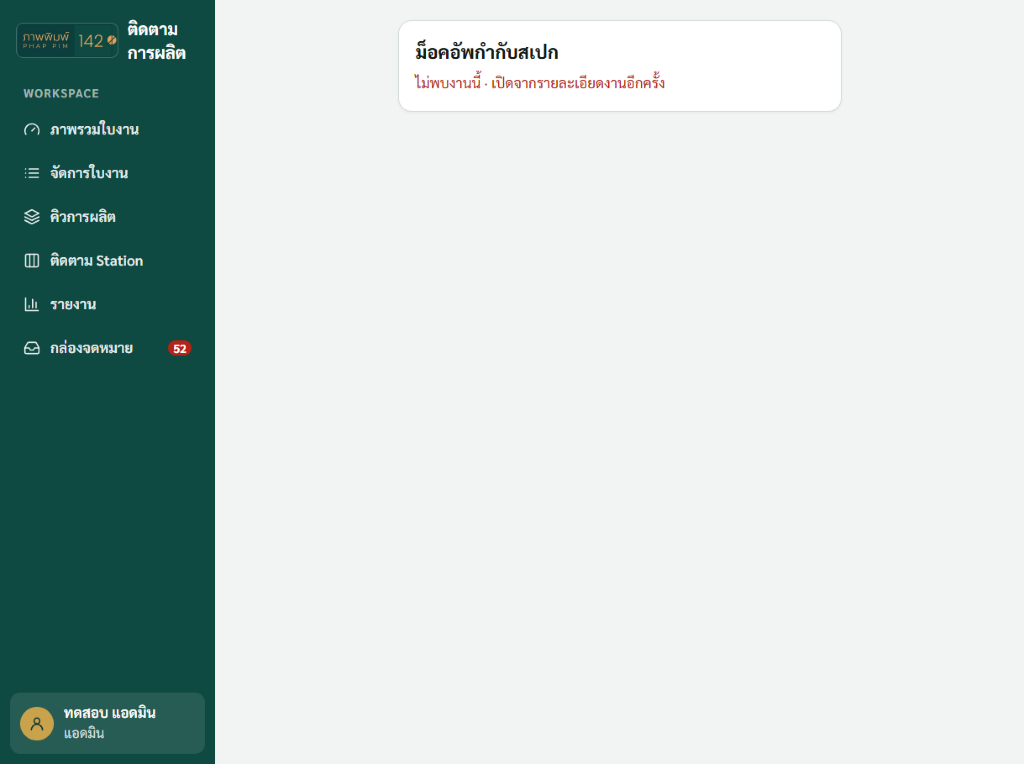 ภาพพิมพ์
PHAP PIM
142
ติดตาม
การผลิต
WORKSPACE
ภาพรวมใบงาน
จัดการใบงาน
คิวการผลิต
ติดตาม Station
รายงาน
กล่องจดหมาย 52
ทดสอบ แอดมิน
แอดมิน
ม็อคอัพกำกับสเปก
ไม่พบงานนี้ · เปิดจากรายละเอียดงานอีกครั้ง